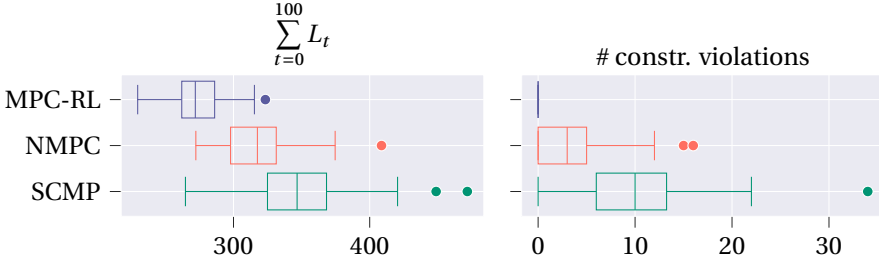 100
∑ L_t
t=0
# constr. violations
MPC-RL
NMPC
SCMP
300 400
0 10 20 30